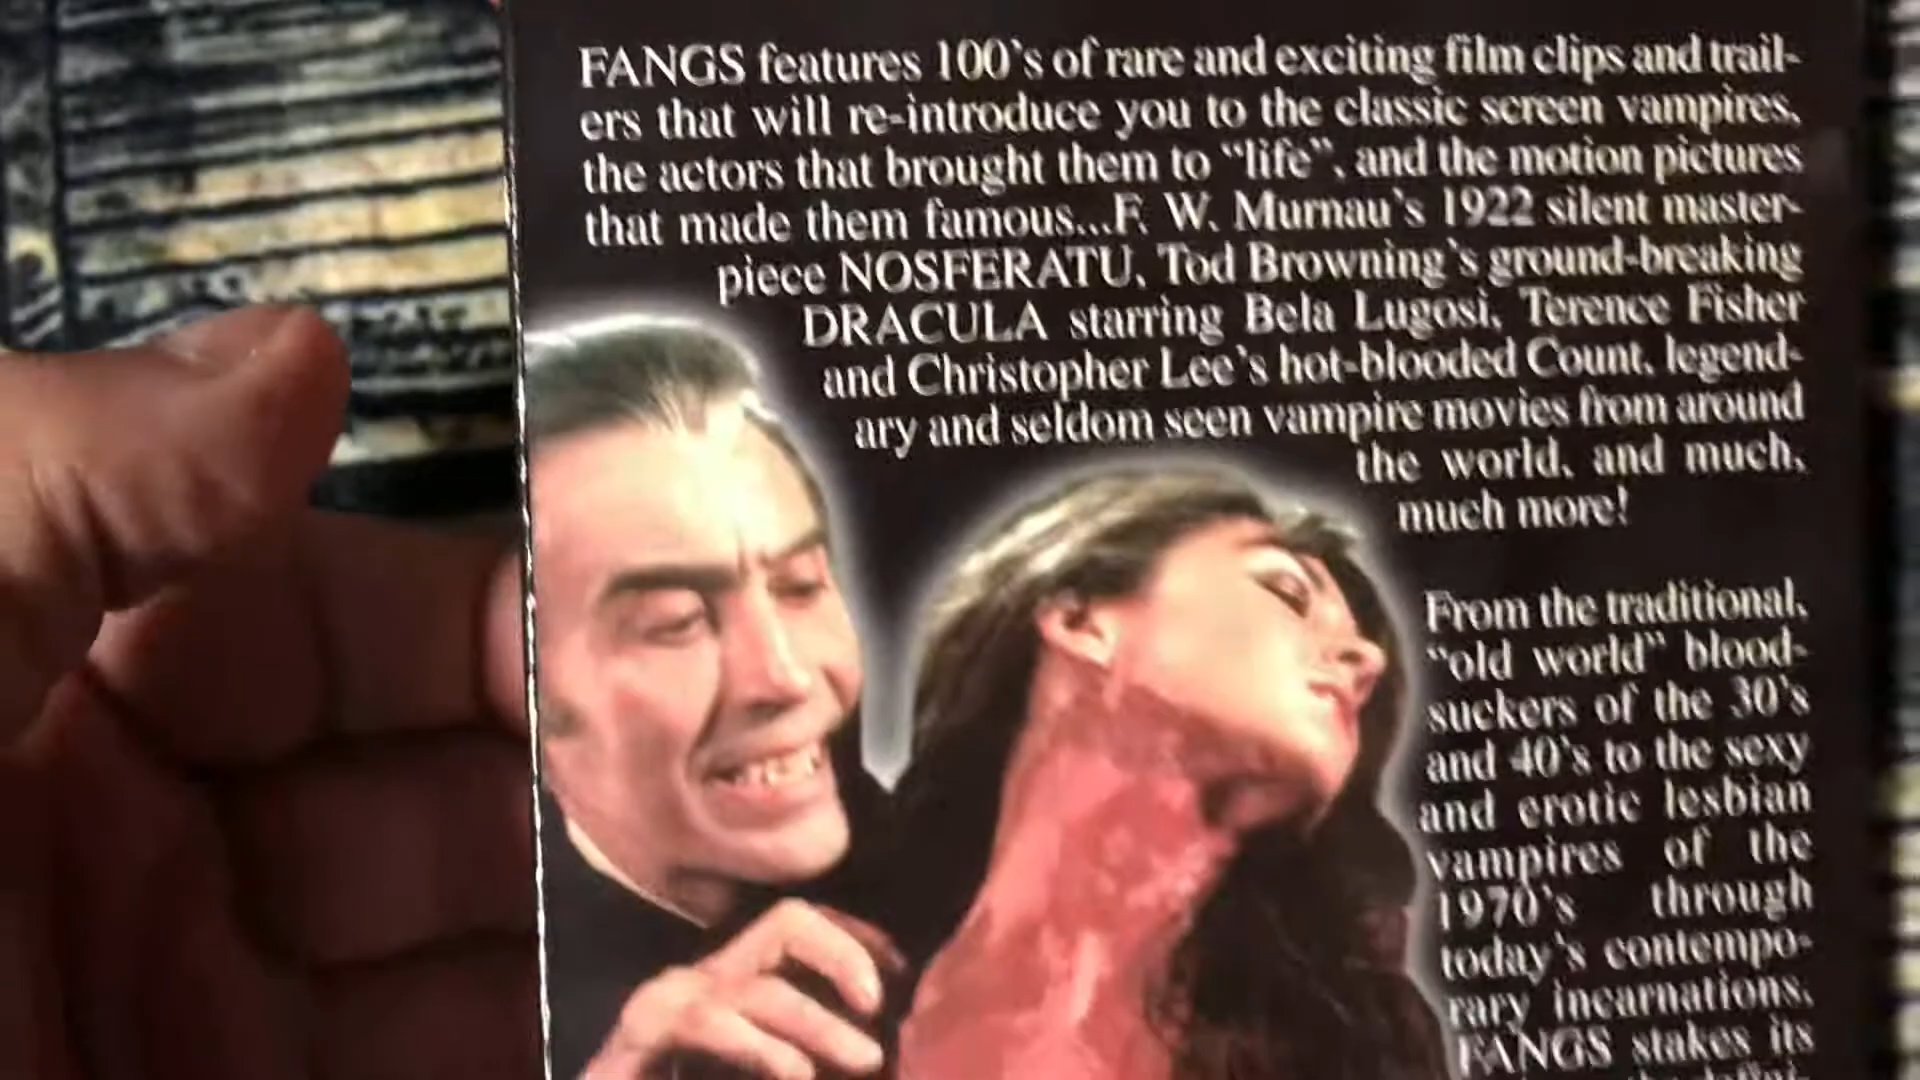 FANGS features 100's of rare and exciting film clips and trail-
ers that will re-introduce you to the classic screen vampires,
the actors that brought them to "life", and the motion pictures
that made them famous...F. W. Murnau's 1922 silent master-
piece NOSFERATU, Tod Browning's ground-breaking
DRACULA starring Bela Lugosi, Terence Fisher
and Christopher Lee's hot-blooded Count, legend-
ary and seldom seen vampire movies from around
the world, and much,
much more!
From the traditional,
"old world" blood-
suckers of the 30's
and 40's to the sexy
and erotic lesbian
vampires of the
1970's through
today's contempo-
rary incarnations,
FANGS stakes its